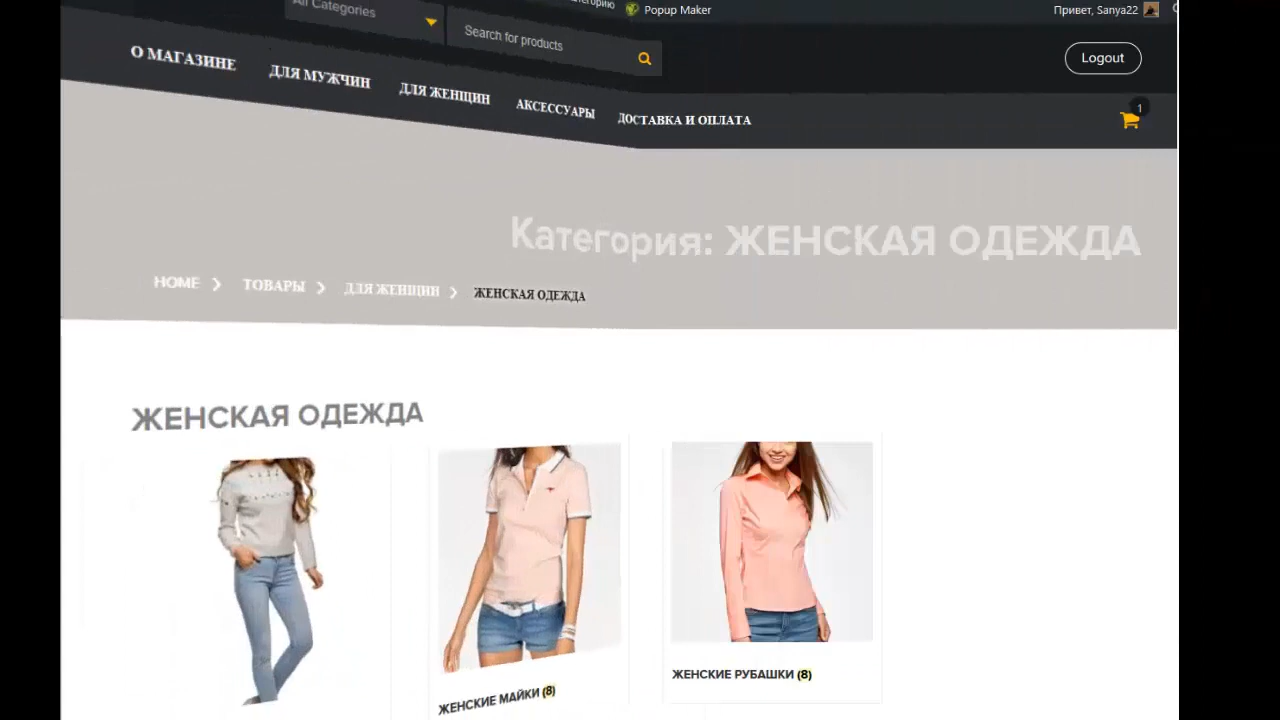 Popup Maker
Привет, Sanya22
All Categories
Search for products
Logout
О МАГАЗИНЕ
ДЛЯ МУЖЧИН
ДЛЯ ЖЕНЩИН
АКСЕССУАРЫ
ДОСТАВКА И ОПЛАТА
1
Категория: ЖЕНСКАЯ ОДЕЖДА
HOME
ТОВАРЫ
ДЛЯ ЖЕНЩИН
ЖЕНСКАЯ ОДЕЖДА
ЖЕНСКАЯ ОДЕЖДА
ЖЕНСКИЕ МАЙКИ (8)
ЖЕНСКИЕ РУБАШКИ (8)